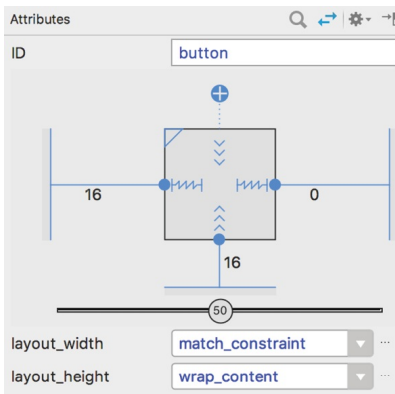 Attributes
ID button
16 0
16
50
layout_width match_constraint
layout_height wrap_content